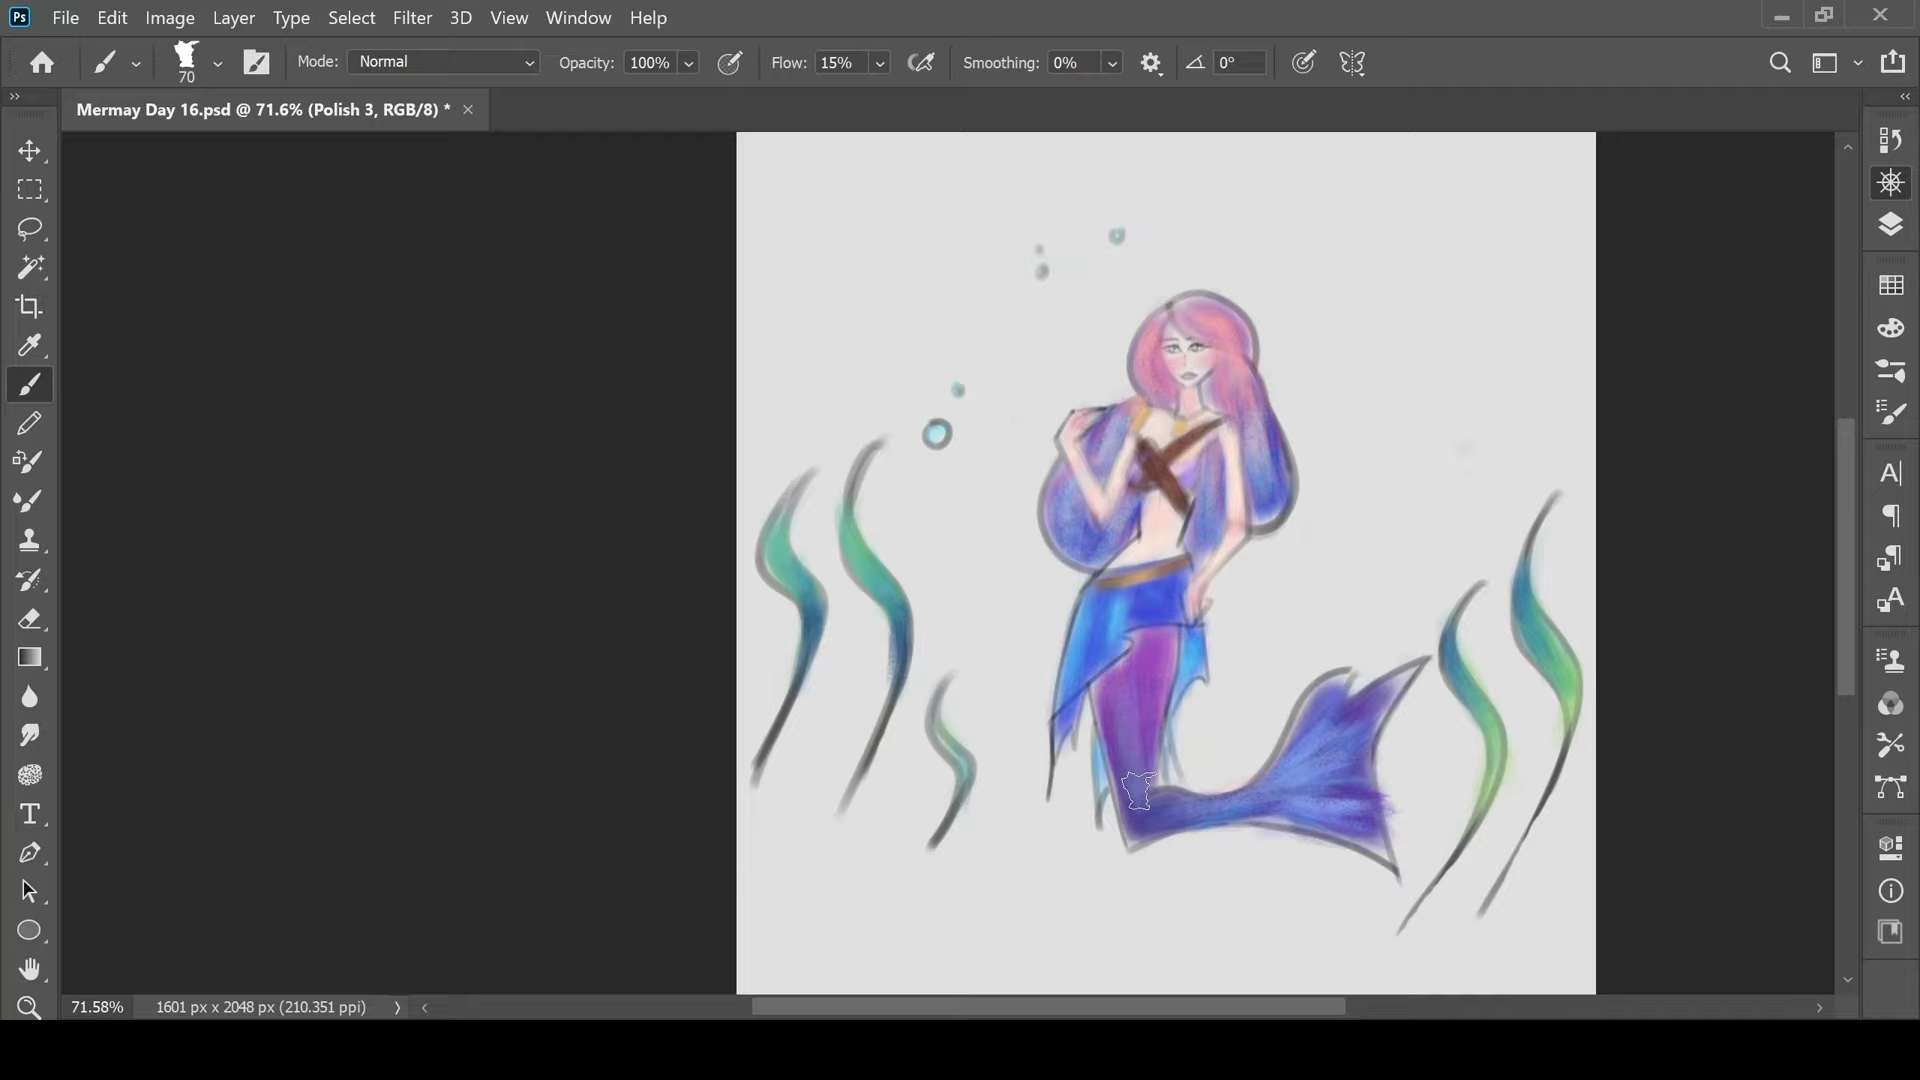 Ps File Edit Image Layer Type Select Filter 3D View Window Help
70 Mode: Normal Opacity: 100% Flow: 15% Smoothing: 0% 0°
Mermay Day 16.psd @ 71.6% (Polish 3, RGB/8) *
71.58% 1601 px x 2048 px (210.351 ppi)